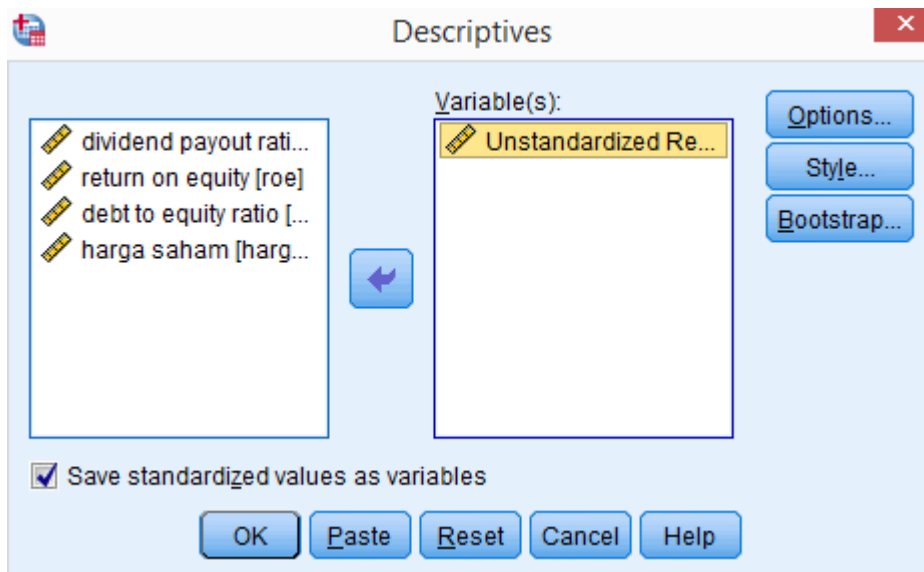 Descriptives
Variable(s):
dividend payout rati...
return on equity [roe]
debt to equity ratio [...
harga saham [harg...
Unstandardized Re...
Options...
Style...
Bootstrap...
Save standardized values as variables
OK
Paste
Reset
Cancel
Help